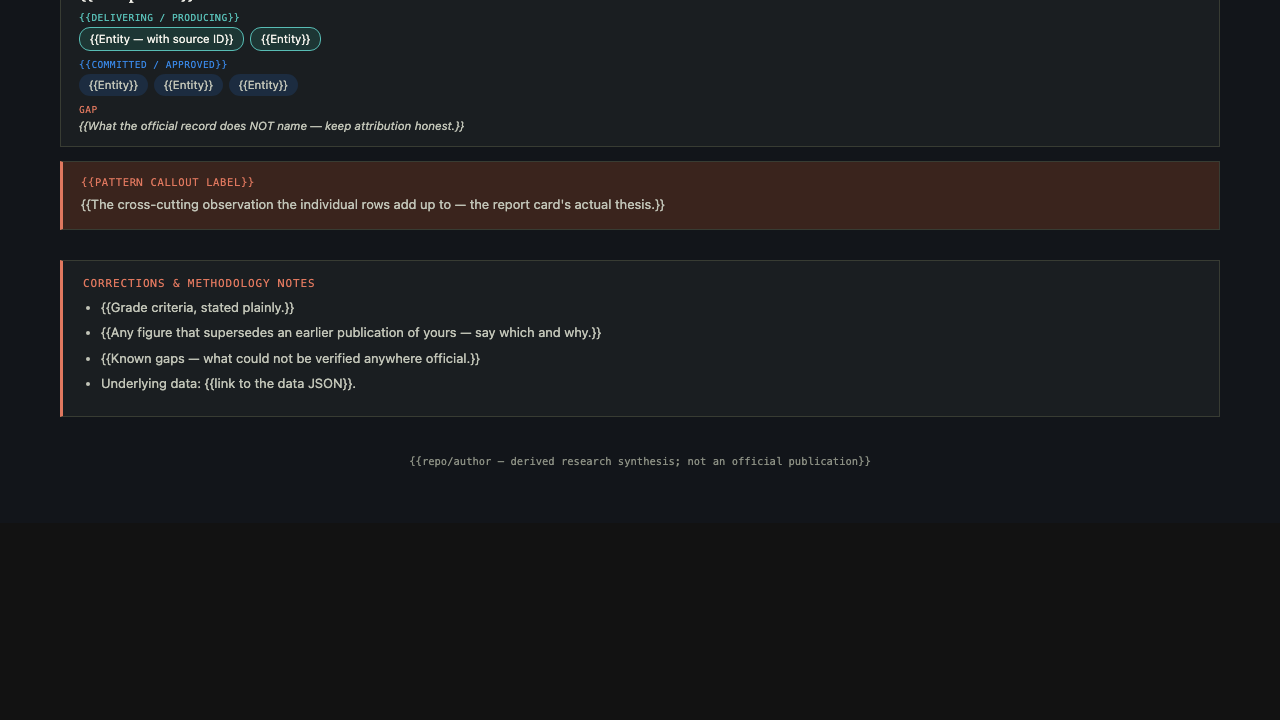 {{DELIVERING / PRODUCING}}
{{Entity — with source ID}} {{Entity}}
{{COMMITTED / APPROVED}}
{{Entity}} {{Entity}} {{Entity}}
GAP
{{What the official record does NOT name — keep attribution honest.}}
{{PATTERN CALLOUT LABEL}}
{{The cross-cutting observation the individual rows add up to — the report card's actual thesis.}}
CORRECTIONS & METHODOLOGY NOTES
• {{Grade criteria, stated plainly.}}
• {{Any figure that supersedes an earlier publication of yours — say which and why.}}
• {{Known gaps — what could not be verified anywhere official.}}
• Underlying data: {{link to the data JSON}}.
{{repo/author — derived research synthesis; not an official publication}}